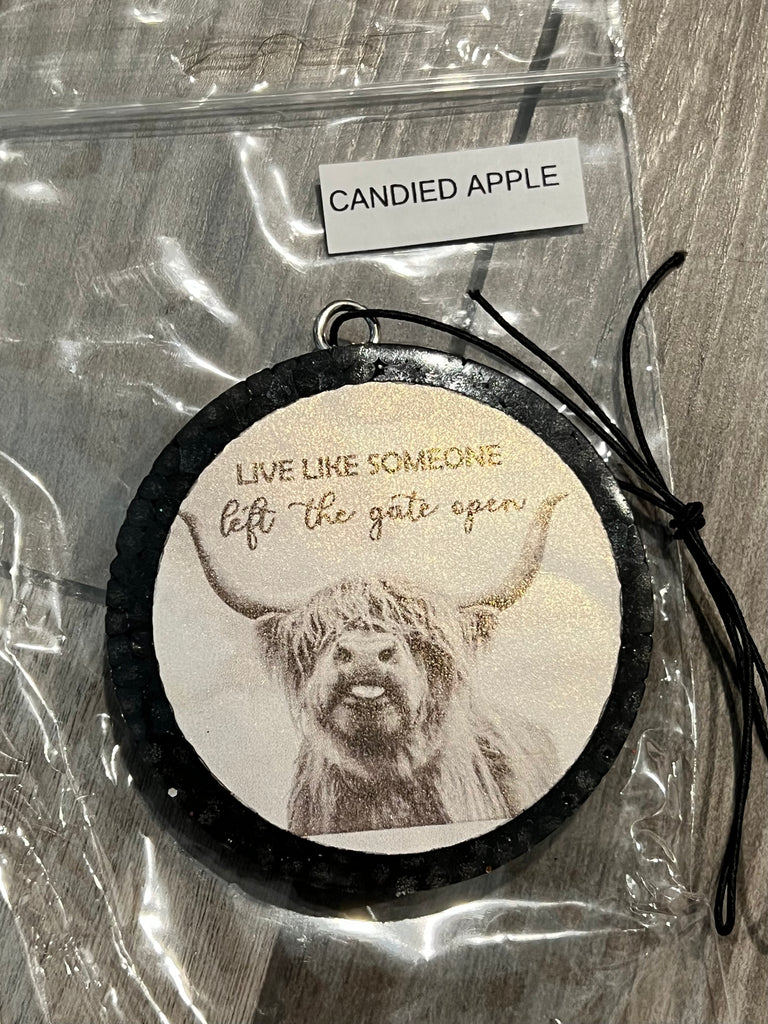 CANDIED APPLE
LIVE LIKE SOMEONE
left the gate open